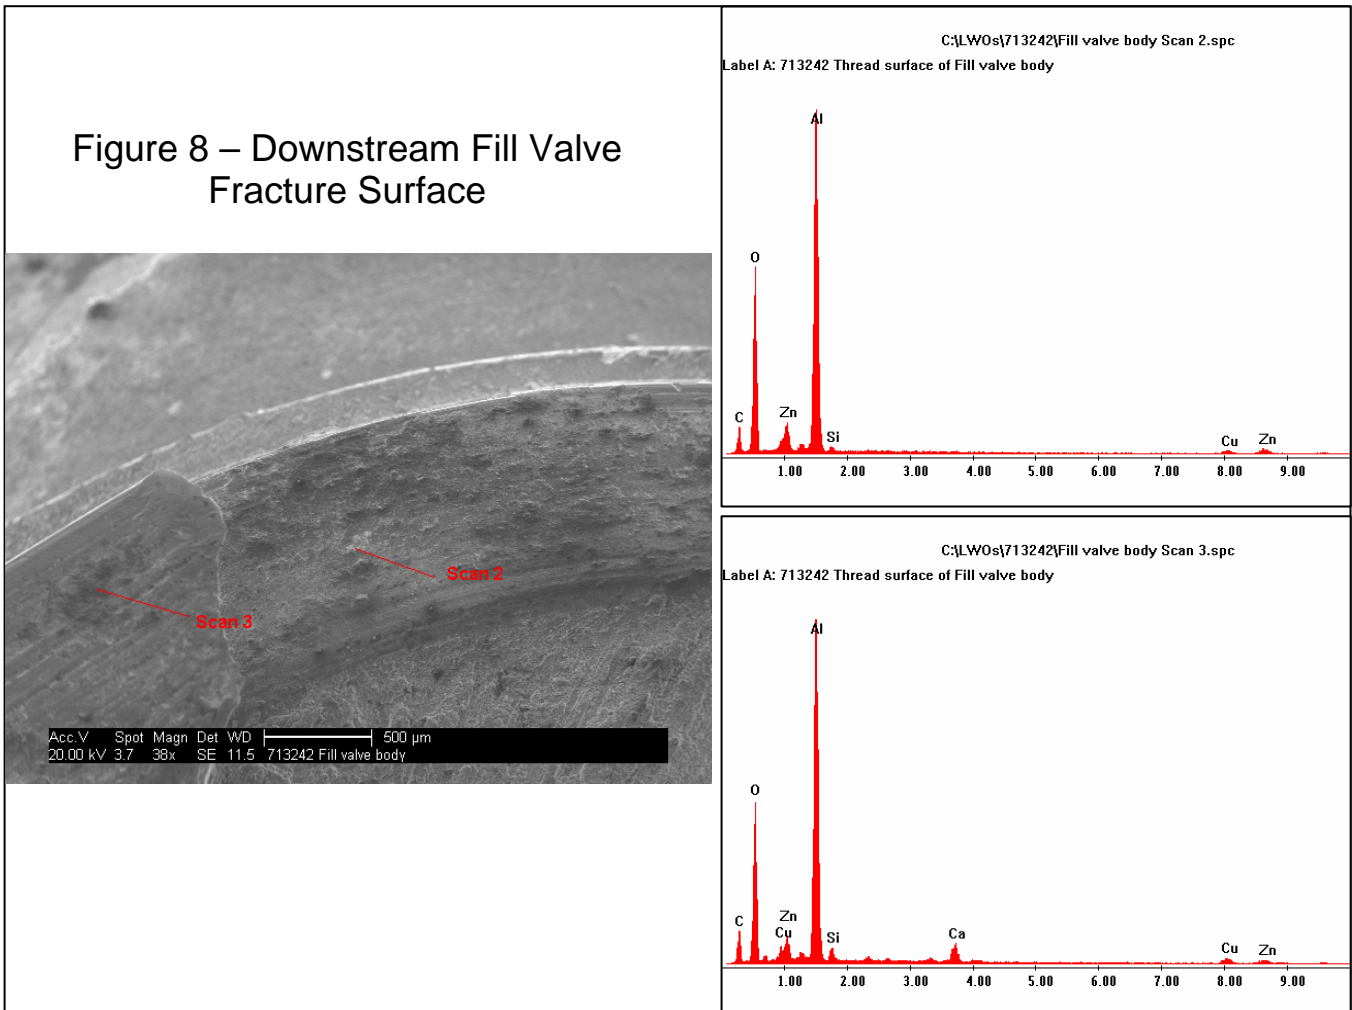 Figure 8 – Downstream Fill Valve
Fracture Surface
Scan 2
Scan 3
Acc.V Spot Magn Det WD 500 µm
20.00 kV 3.7 38x SE 11.5 713242 Fill valve body
C:\LWOs\713242\Fill valve body Scan 2.spc
Label A: 713242 Thread surface of Fill valve body
Al
O
C
Zn
Si
Cu
Zn
1.00 2.00 3.00 4.00 5.00 6.00 7.00 8.00 9.00
C:\LWOs\713242\Fill valve body Scan 3.spc
Label A: 713242 Thread surface of Fill valve body
Al
O
C
Zn
Cu
Si
Ca
Cu
Zn
1.00 2.00 3.00 4.00 5.00 6.00 7.00 8.00 9.00